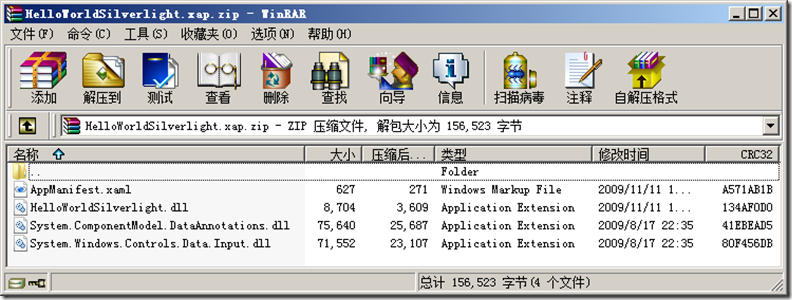 HelloWorldSilverlight.xap.zip - WinRAR
文件(F) 命令(C) 工具(S) 收藏夹(O) 选项(N) 帮助(H)
添加 解压到 测试 查看 删除 查找 向导 信息 扫描病毒 注释 自解压格式
HelloWorldSilverlight.xap.zip - ZIP 压缩文件, 解包大小为 156,523 字节
名称 大小 压缩后... 类型 修改时间 CRC32
.. Folder
AppManifest.xaml 627 271 Windows Markup File 2009/11/11 1... A571AB1B
HelloWorldSilverlight.dll 8,704 3,609 Application Extension 2009/11/11 1... 134AF0D0
System.ComponentModel.DataAnnotations.dll 75,640 25,687 Application Extension 2009/8/17 22:35 41EBEAD5
System.Windows.Controls.Data.Input.dll 71,552 23,107 Application Extension 2009/8/17 22:35 80F456DB
总计 156,523 字节(4 个文件)